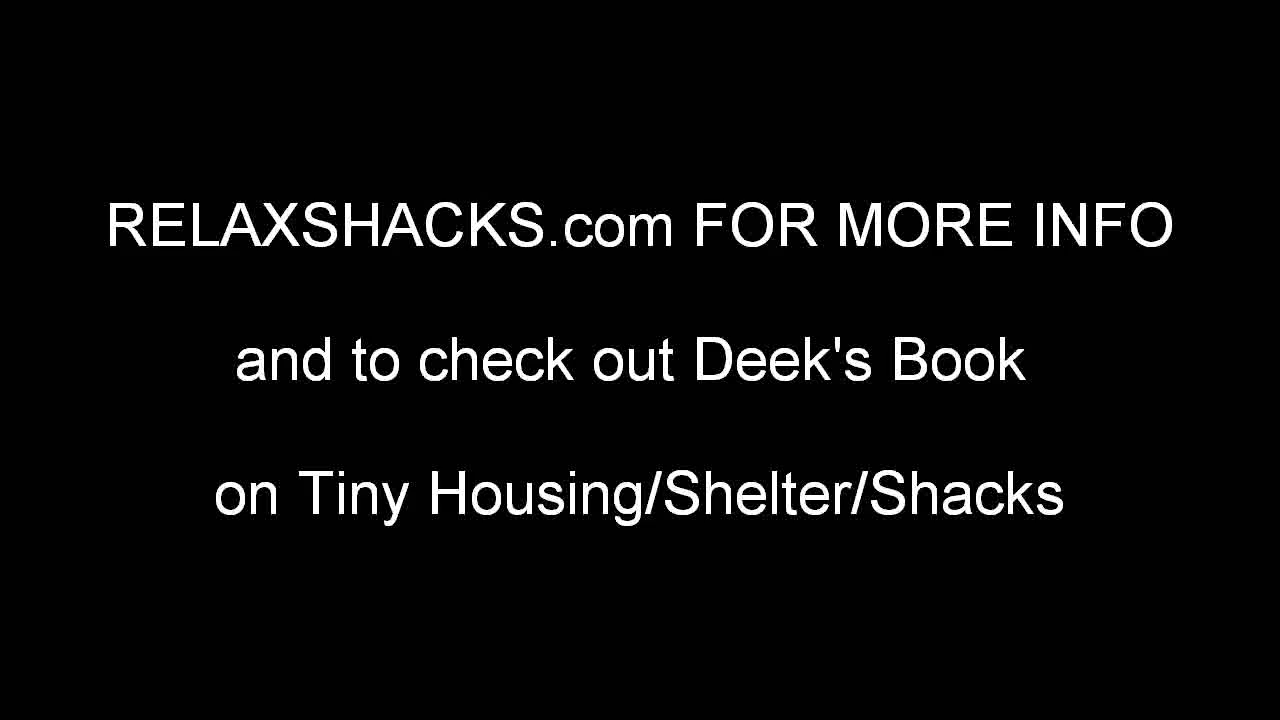 RELAXSHACKS.com FOR MORE INFO
and to check out Deek's Book
on Tiny Housing/Shelter/Shacks